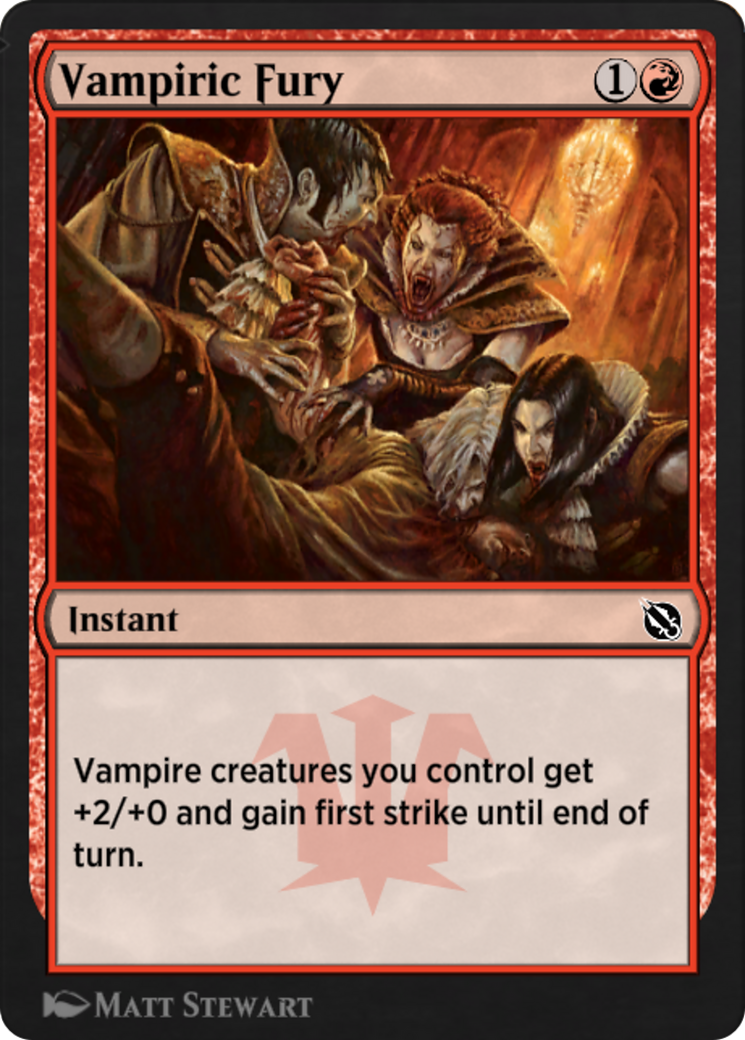 Vampiric Fury 1
Instant
Vampire creatures you control get
+2/+0 and gain first strike until end of
turn.
Matt Stewart